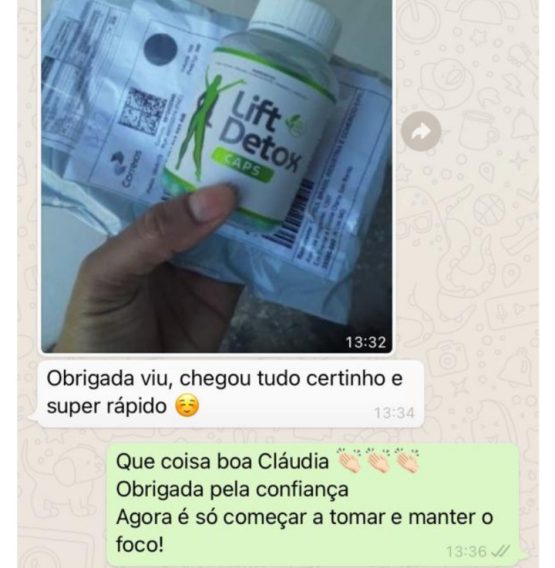 Lift
Detox
CAPS
Correios
13:32
Obrigada viu, chegou tudo certinho e
super rápido ☺️
13:34
Que coisa boa Cláudia 👏🏻👏🏻👏🏻
Obrigada pela confiança
Agora é só começar a tomar e manter o
foco!
13:36